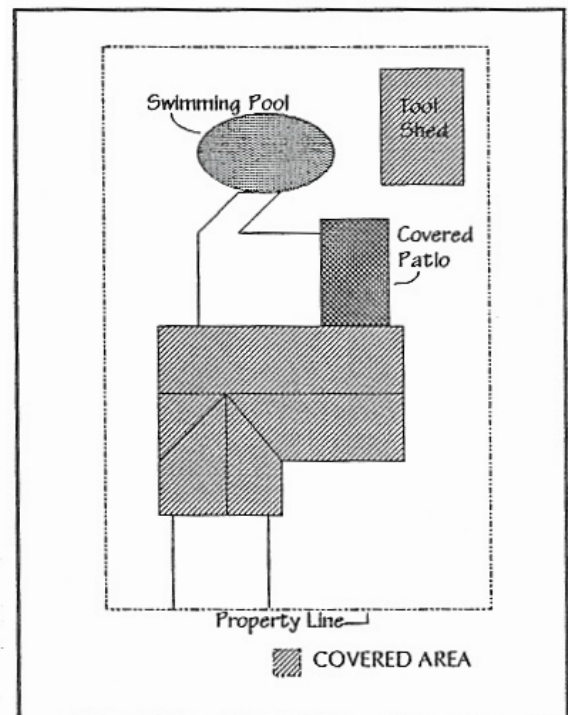 Swimming Pool
Tool
Shed
Covered
Patio
Property Line
COVERED AREA